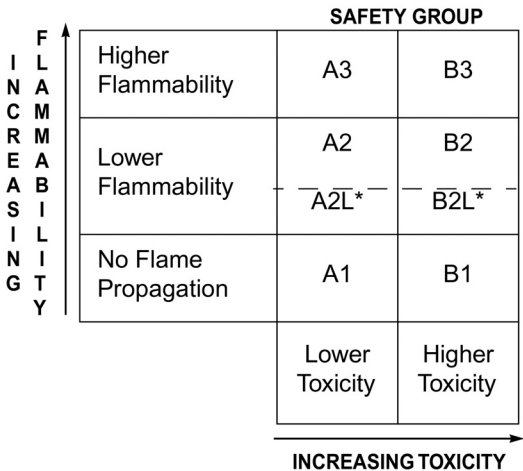 SAFETY GROUP
INCREASING
FLAMMABILITY
Higher
Flammability
A3
B3
Lower
Flammability
A2
B2
A2L*
B2L*
No Flame
Propagation
A1
B1
Lower
Toxicity
Higher
Toxicity
INCREASING TOXICITY